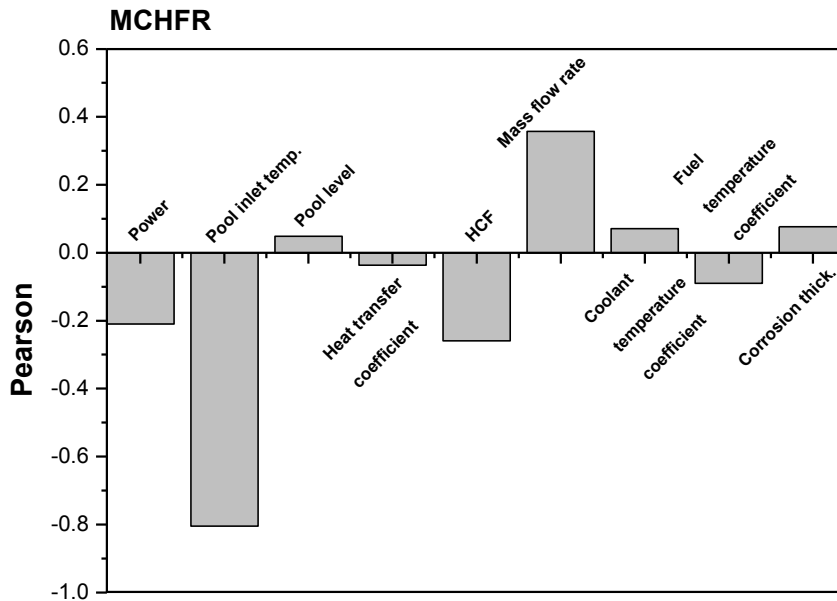 MCHFR
Pearson
0.6
0.4
0.2
0.0
-0.2
-0.4
-0.6
-0.8
-1.0
Power
Pool inlet temp.
Pool level
Heat transfer
coefficient
HCF
Mass flow rate
Coolant
temperature
coefficient
Fuel
temperature
coefficient
Corrosion thick.